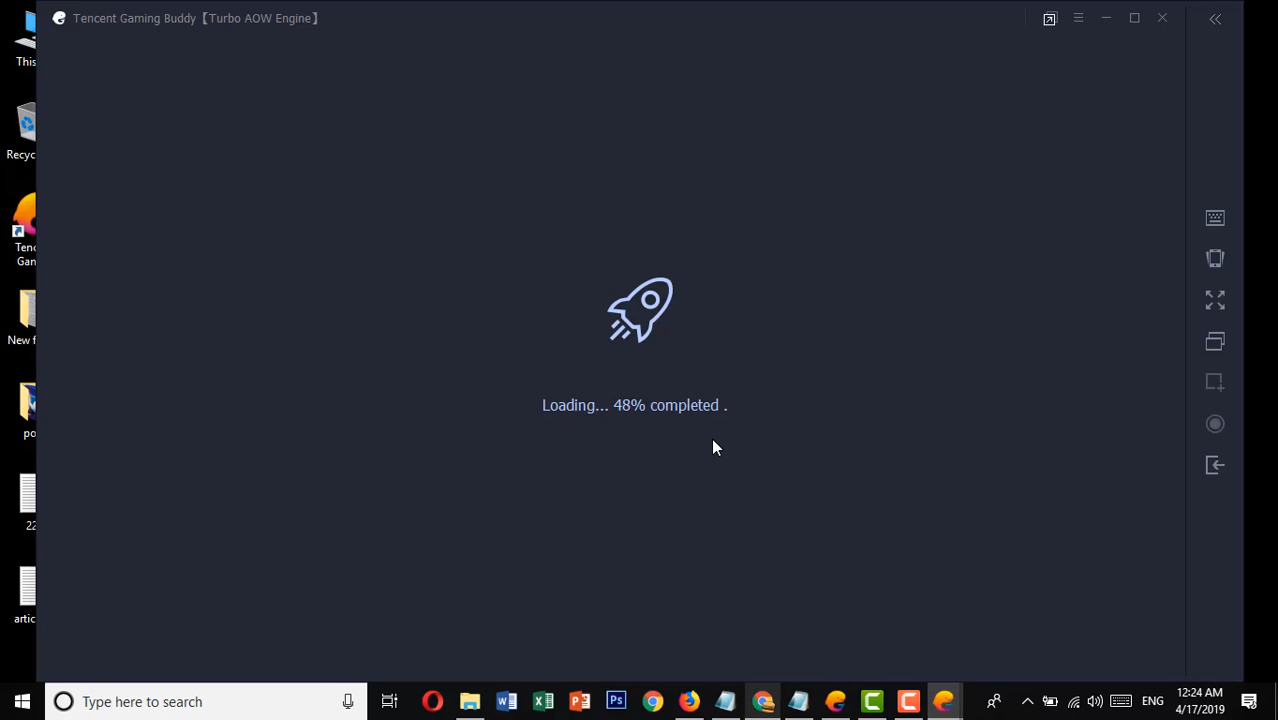 Tencent Gaming Buddy【Turbo AOW Engine】
This
Recyc
Tenc
Gan
New f
po
22
artic
Loading... 48% completed .
Type here to search
ENG
12:24 AM
4/17/2019